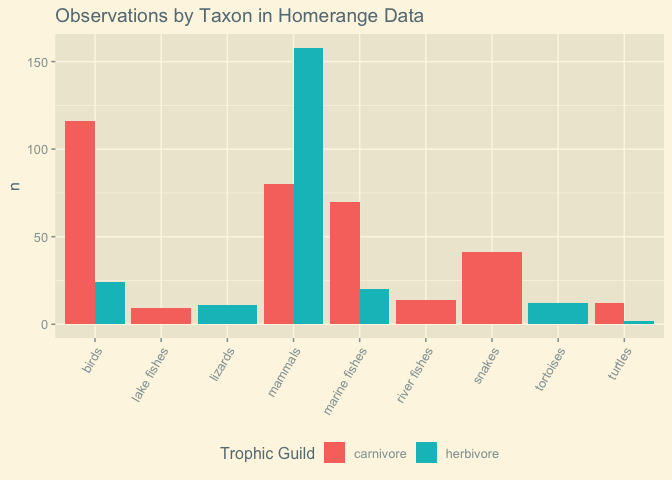 Observations by Taxon in Homerange Data
150
100
50
0
n
birds
lake fishes
lizards
mammals
marine fishes
river fishes
snakes
tortoises
turtles
Trophic Guild carnivore herbivore